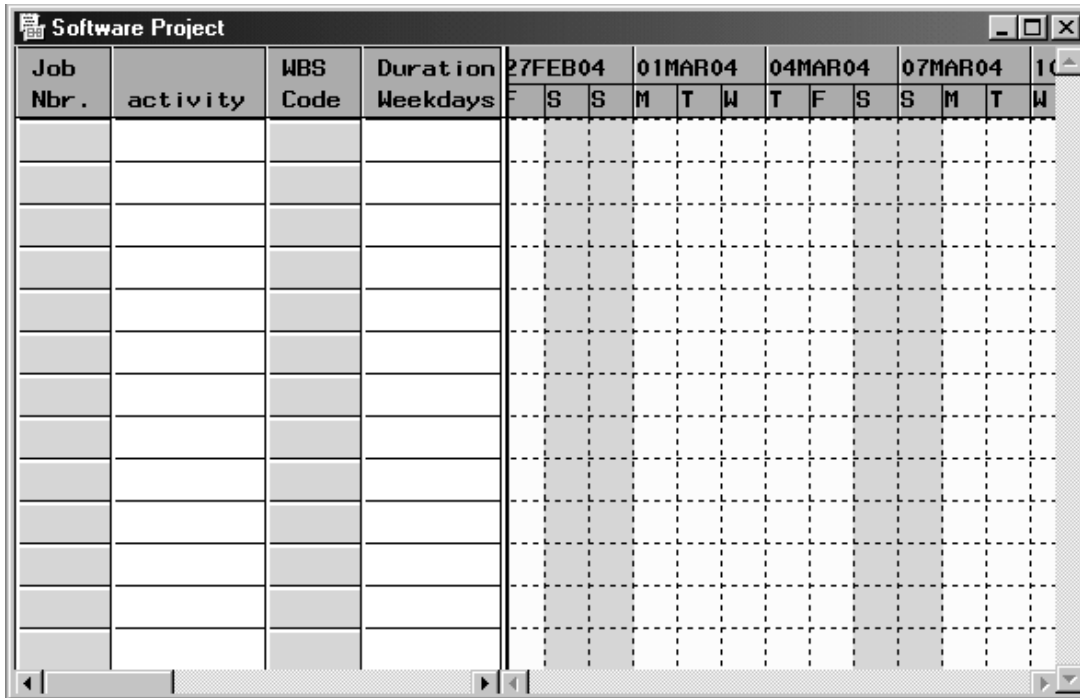 Software Project
Job Nbr.
activity
WBS Code
Duration Weekdays
27FEB04 01MAR04 04MAR04 07MAR04
F S S M T W T F S S M T W